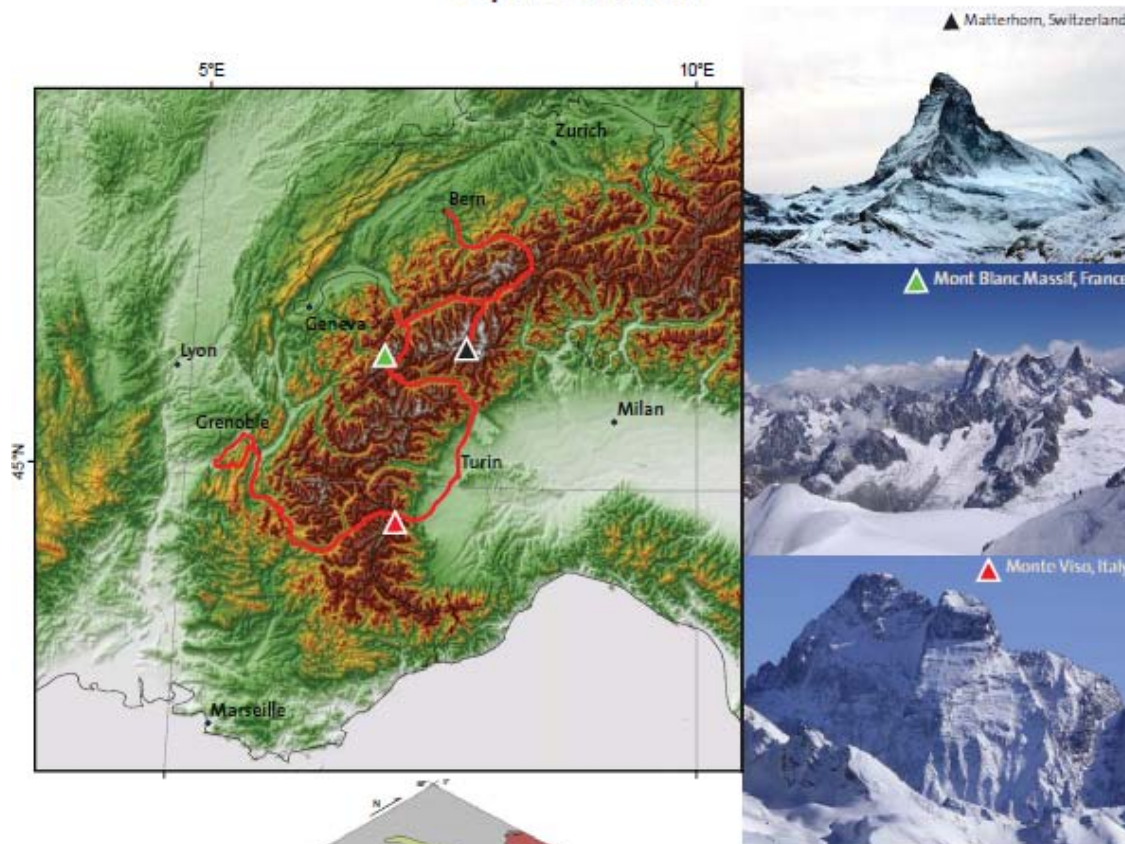 Matterhorn, Switzerland
5°E
10°E
Zurich
Bern
Mont Blanc Massif, France
Geneva
Lyon
Milan
Grenoble
45°N
Turin
Monte Viso, Italy
Marseille
N